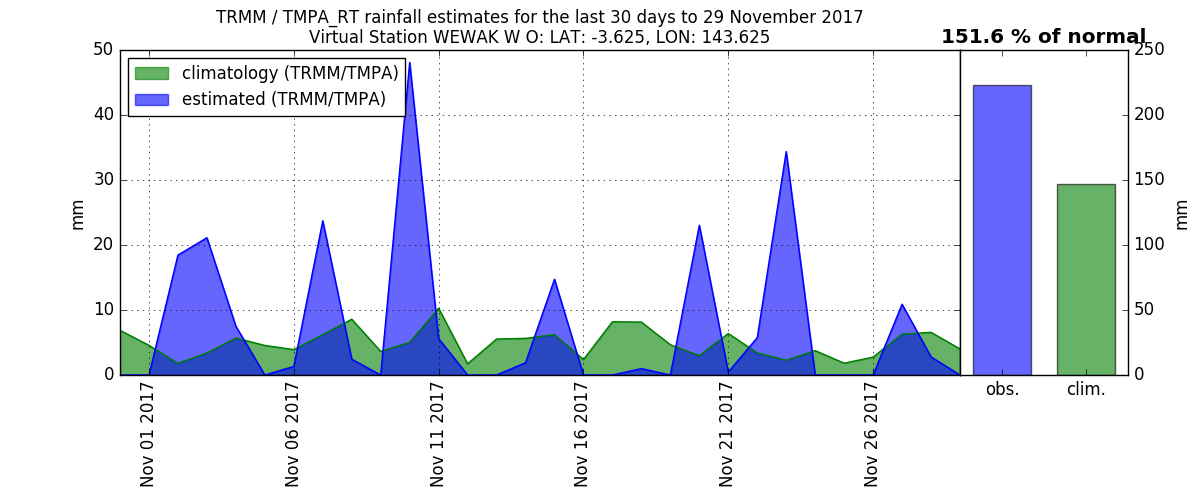 TRMM / TMPA_RT rainfall estimates for the last 30 days to 29 November 2017
Virtual Station WEWAK W O: LAT: -3.625, LON: 143.625
151.6 % of normal
climatology (TRMM/TMPA)
estimated (TRMM/TMPA)
50
40
30
20
10
0
mm
Nov 01 2017
Nov 06 2017
Nov 11 2017
Nov 16 2017
Nov 21 2017
Nov 26 2017
obs.
clim.
250
200
150
100
50
0
mm